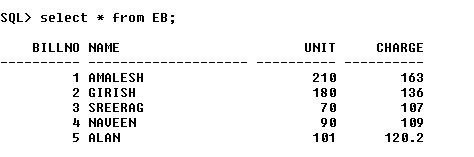 SQL> select * from EB;
BILLNO NAME UNIT CHARGE
---------- -------------------- ---------- ----------
1 AMALESH 210 163
2 GIRISH 180 136
3 SREERAG 70 107
4 NAVEEN 90 109
5 ALAN 101 120.2